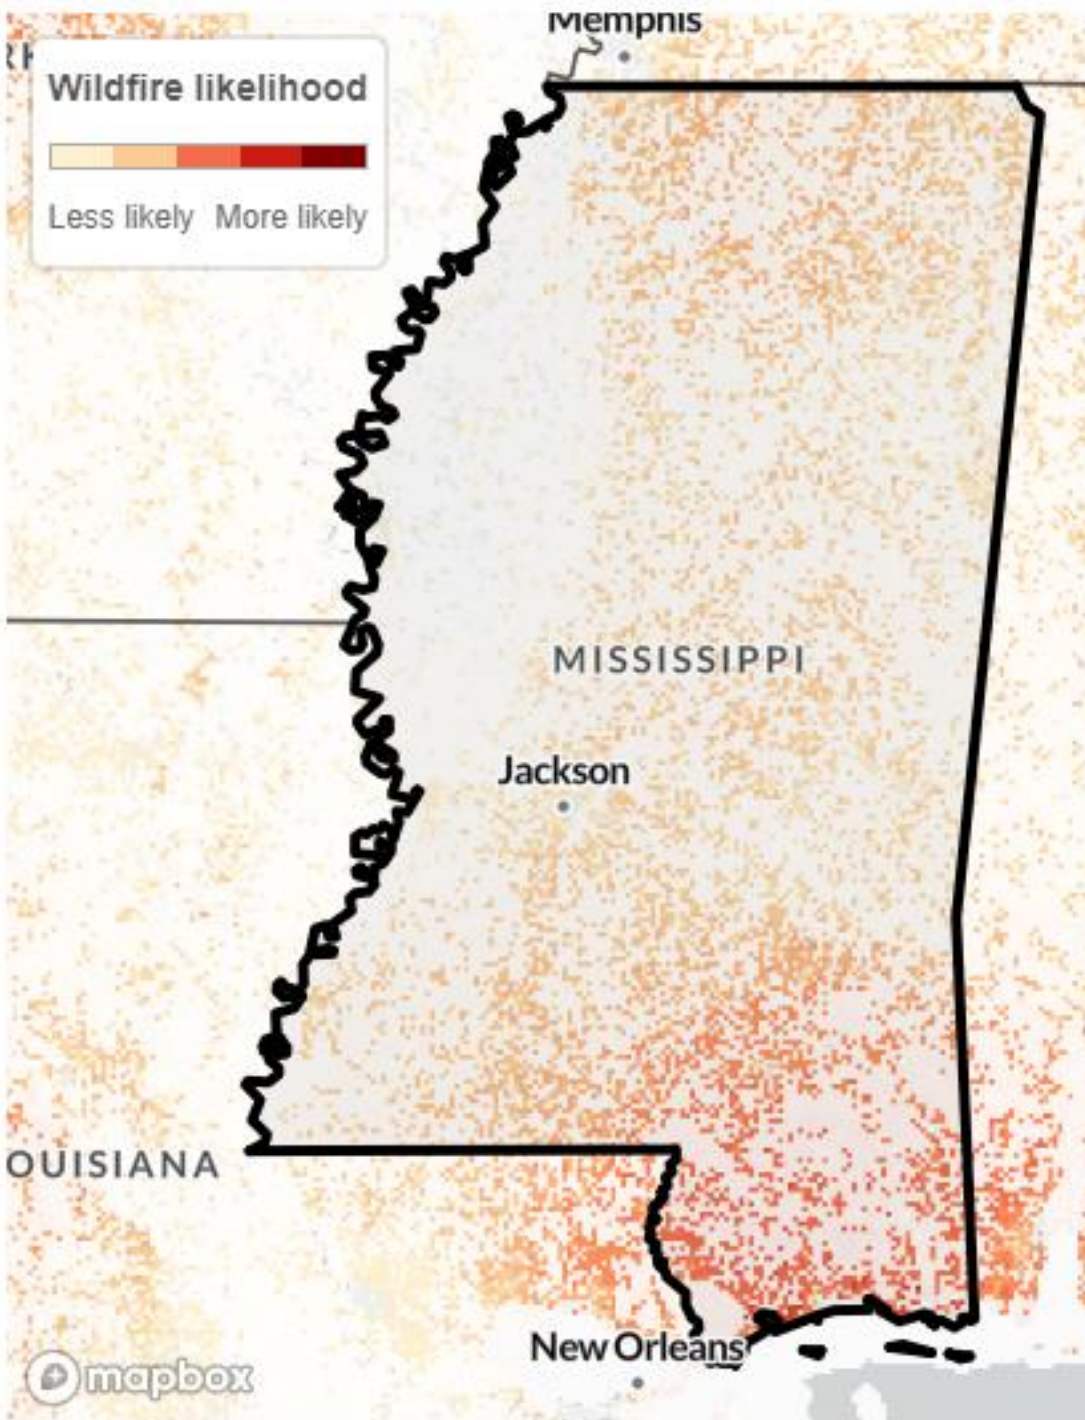 Memphis
Wildfire likelihood
Less likely More likely
MISSISSIPPI
Jackson
OUISIANA
New Orleans
mapbox